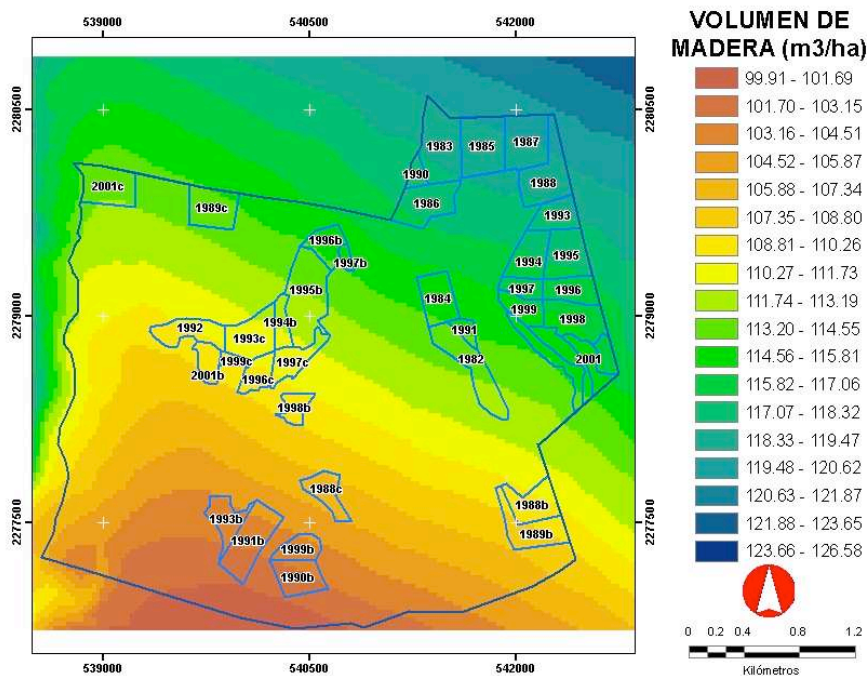 VOLUMEN DE
MADERA (m3/ha)
99.91 - 101.69
101.70 - 103.15
103.16 - 104.51
104.52 - 105.87
105.88 - 107.34
107.35 - 108.80
108.81 - 110.26
110.27 - 111.73
111.74 - 113.19
113.20 - 114.55
114.56 - 115.81
115.82 - 117.06
117.07 - 118.32
118.33 - 119.47
119.48 - 120.62
120.63 - 121.87
121.88 - 123.65
123.66 - 126.58
0 0.2 0.4 0.8 1.2
Kilómetros
539000 540500 542000
2280500 2280500
2279000 2279000
2277500 2277500
539000 540500 542000
1983 1985 1987
1990 1988
2001c 1986
1989c 1993
1996b
1997b 1994 1995
1995b 1997 1996
1984 1999 1998
1992 1993c 1994b 1991
2001b 1999c 1996c 1997c 1982 2001
1998b
1988c 1988b
1993b 1991b 1989b
1999b
1990b